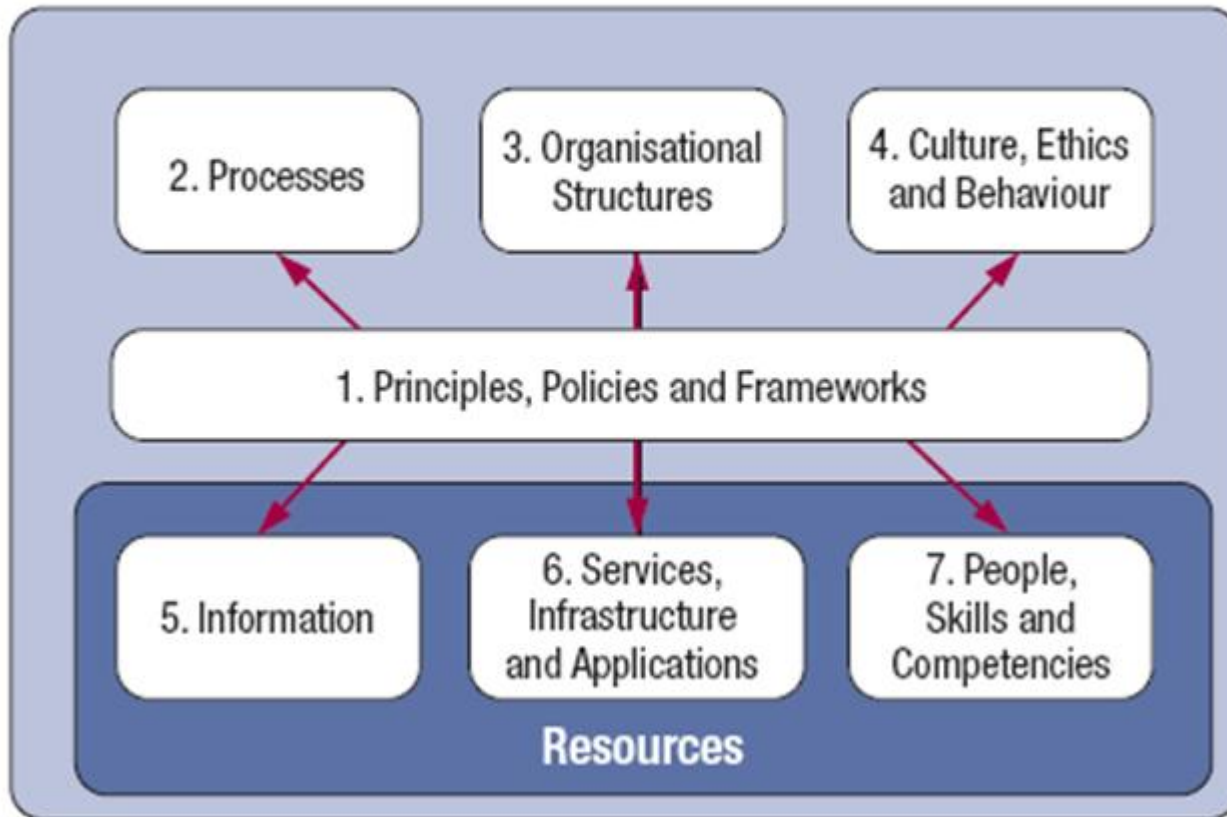 2. Processes
3. Organisational
Structures
4. Culture, Ethics
and Behaviour
1. Principles, Policies and Frameworks
5. Information
6. Services,
Infrastructure
and Applications
7. People,
Skills and
Competencies
Resources